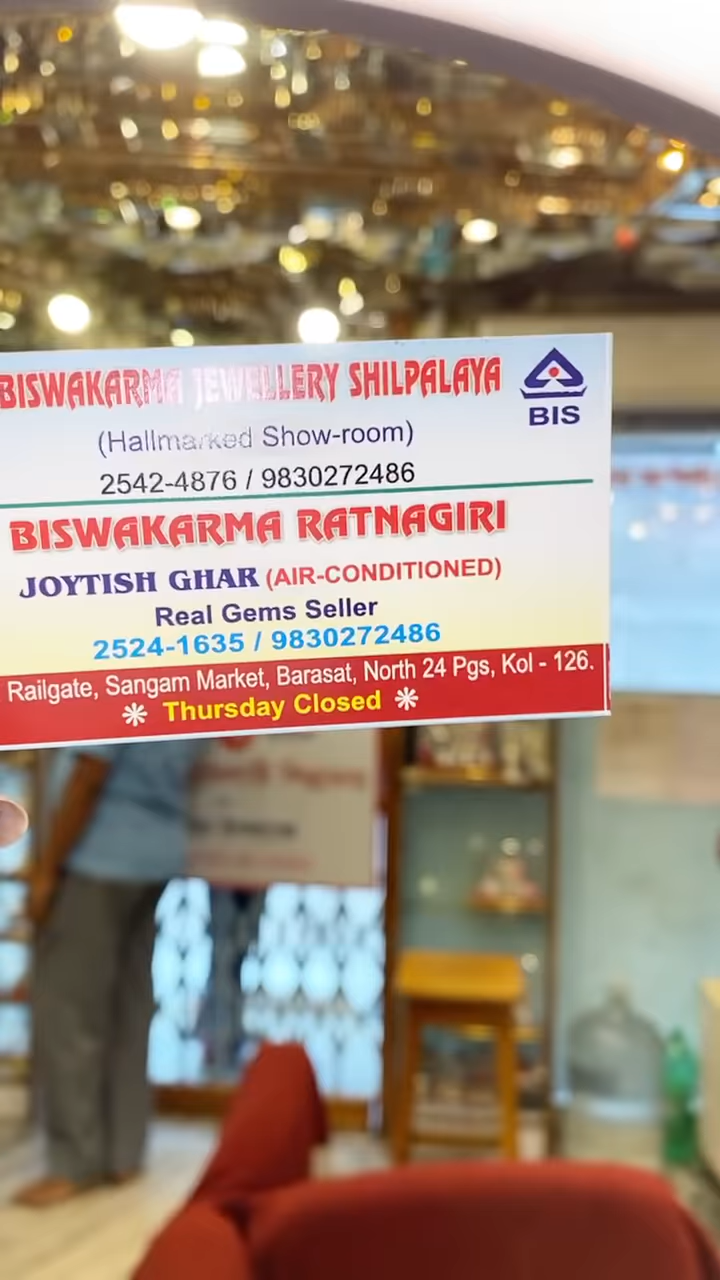 BISWAKARMA JEWELLERY SHILPALAYA
BIS
(Hallmarked Show-room)
2542-4876 / 9830272486
BISWAKARMA RATNAGIRI
JOYTISH GHAR (AIR-CONDITIONED)
Real Gems Seller
2524-1635 / 9830272486
Railgate, Sangam Market, Barasat, North 24 Pgs, Kol - 126.
Thursday Closed